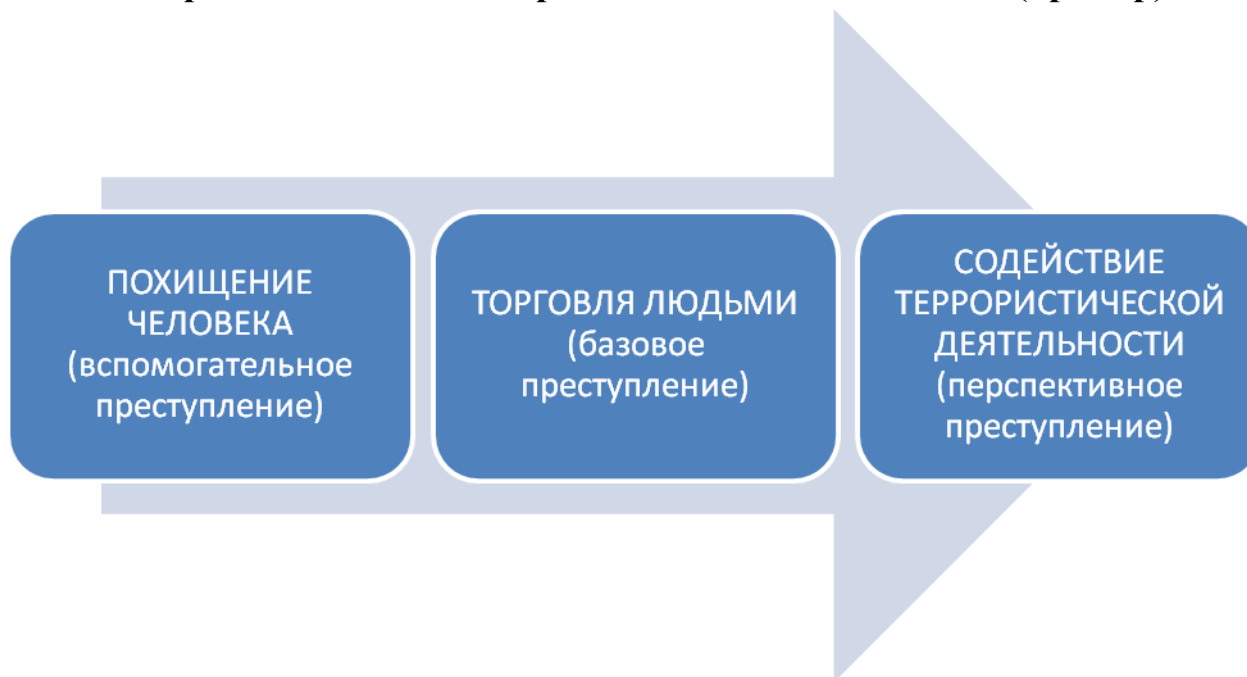 ПОХИЩЕНИЕ
ЧЕЛОВЕКА
(вспомогательное
преступление)
ТОРГОВЛЯ ЛЮДЬМИ
(базовое
преступление)
СОДЕЙСТВИЕ
ТЕРРОРИСТИЧЕСКОЙ
ДЕЯТЕЛЬНОСТИ
(перспективное
преступление)